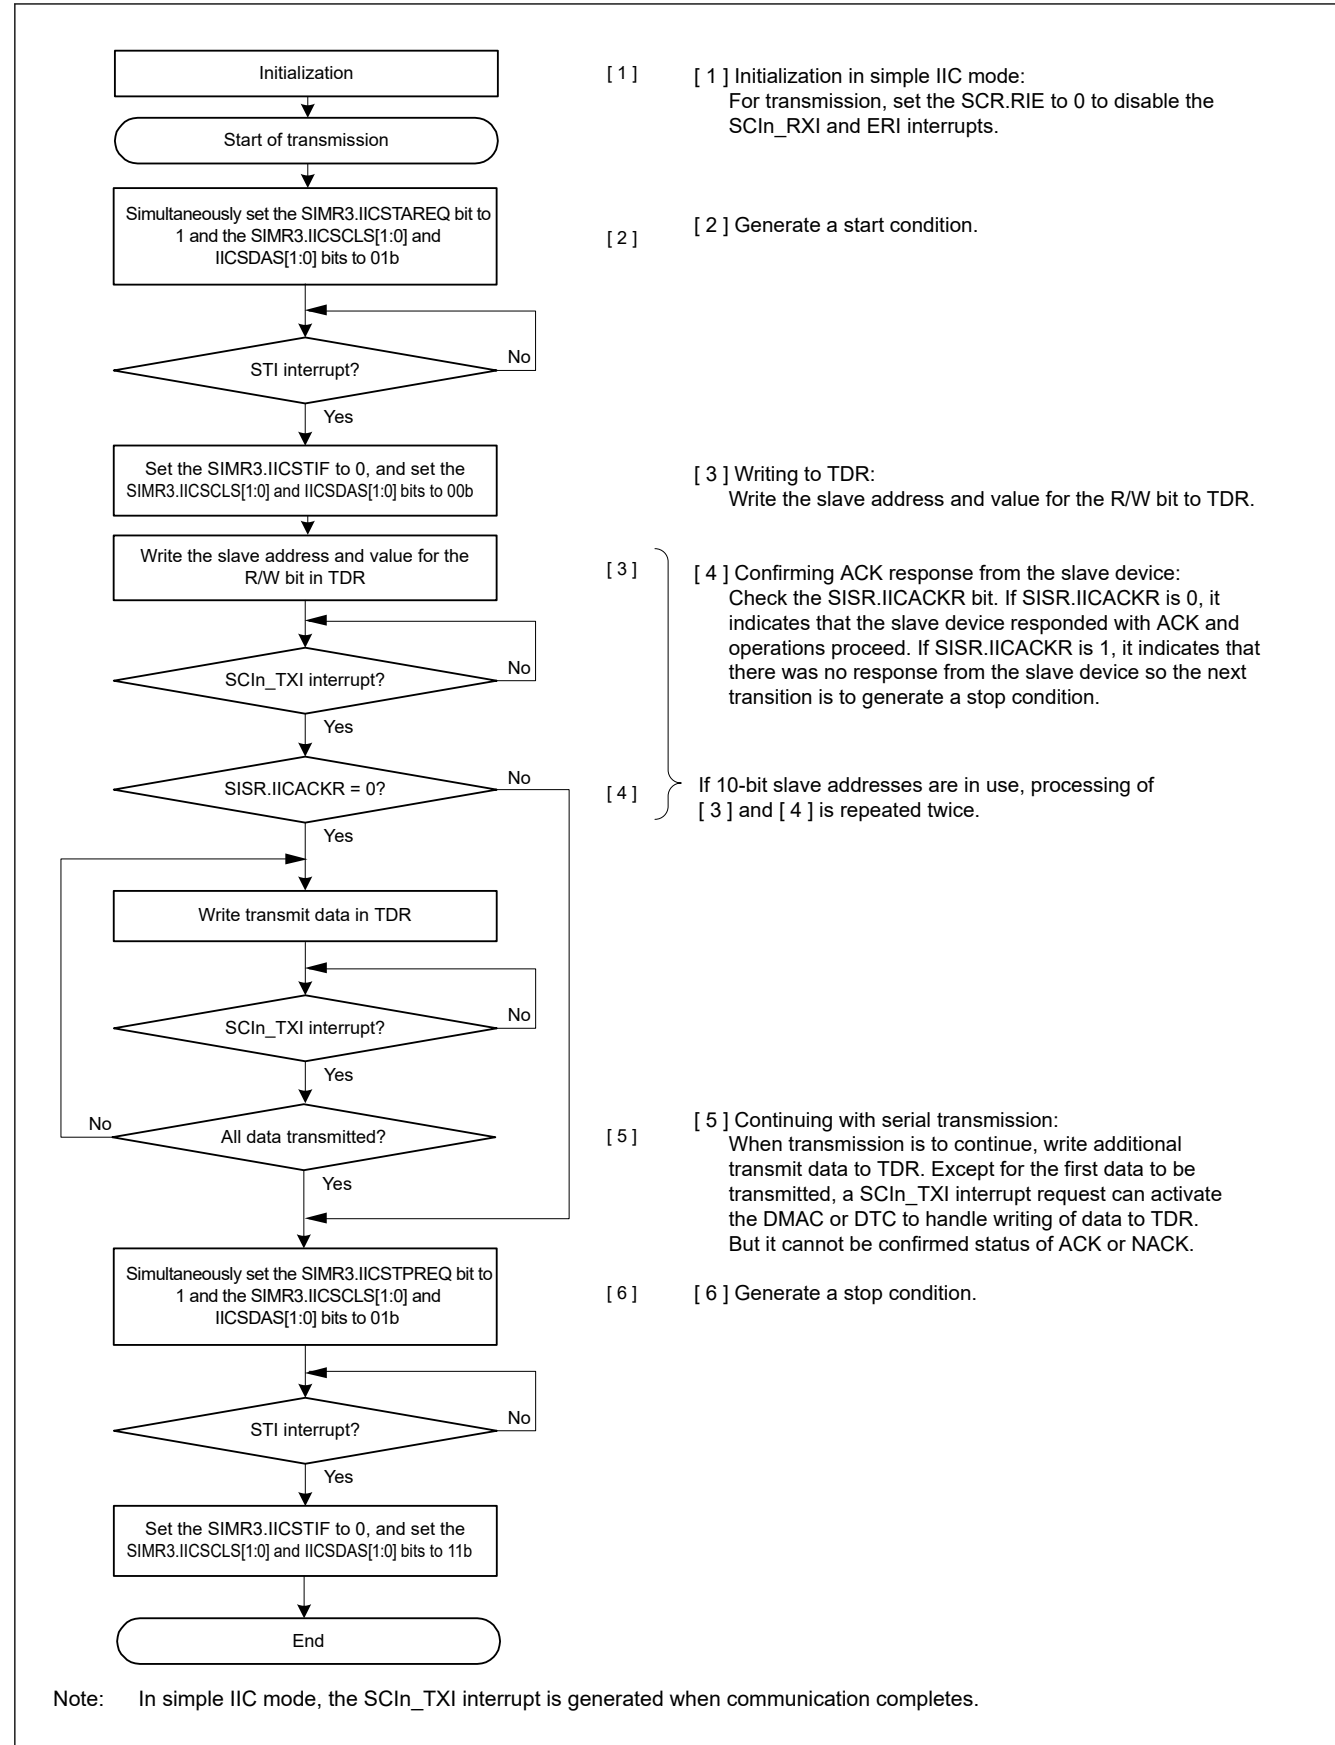 Initialization
[ 1 ]
[ 1 ] Initialization in simple IIC mode:
For transmission, set the SCR.RIE to 0 to disable the
SCIn_RXI and ERI interrupts.
Start of transmission
Simultaneously set the SIMR3.IICSTAREQ bit to
1 and the SIMR3.IICSCLS[1:0] and
IICSDAS[1:0] bits to 01b
[ 2 ]
[ 2 ] Generate a start condition.
STI interrupt?
No
Yes
Set the SIMR3.IICSTIF to 0, and set the
SIMR3.IICSCLS[1:0] and IICSDAS[1:0] bits to 00b
[ 3 ] Writing to TDR:
Write the slave address and value for the R/W bit to TDR.
Write the slave address and value for the
R/W bit in TDR
[ 3 ]
[ 4 ] Confirming ACK response from the slave device:
Check the SISR.IICACKR bit. If SISR.IICACKR is 0, it
indicates that the slave device responded with ACK and
operations proceed. If SISR.IICACKR is 1, it indicates that
there was no response from the slave device so the next
transition is to generate a stop condition.
SCIn_TXI interrupt?
No
Yes
SISR.IICACKR = 0?
No
Yes
[ 4 ]
If 10-bit slave addresses are in use, processing of
[ 3 ] and [ 4 ] is repeated twice.
Write transmit data in TDR
SCIn_TXI interrupt?
No
Yes
All data transmitted?
No
Yes
[ 5 ]
[ 5 ] Continuing with serial transmission:
When transmission is to continue, write additional
transmit data to TDR. Except for the first data to be
transmitted, a SCIn_TXI interrupt request can activate
the DMAC or DTC to handle writing of data to TDR.
But it cannot be confirmed status of ACK or NACK.
Simultaneously set the SIMR3.IICSTPREQ bit to
1 and the SIMR3.IICSCLS[1:0] and
IICSDAS[1:0] bits to 01b
[ 6 ]
[ 6 ] Generate a stop condition.
STI interrupt?
No
Yes
Set the SIMR3.IICSTIF to 0, and set the
SIMR3.IICSCLS[1:0] and IICSDAS[1:0] bits to 11b
End
Note: In simple IIC mode, the SCIn_TXI interrupt is generated when communication completes.